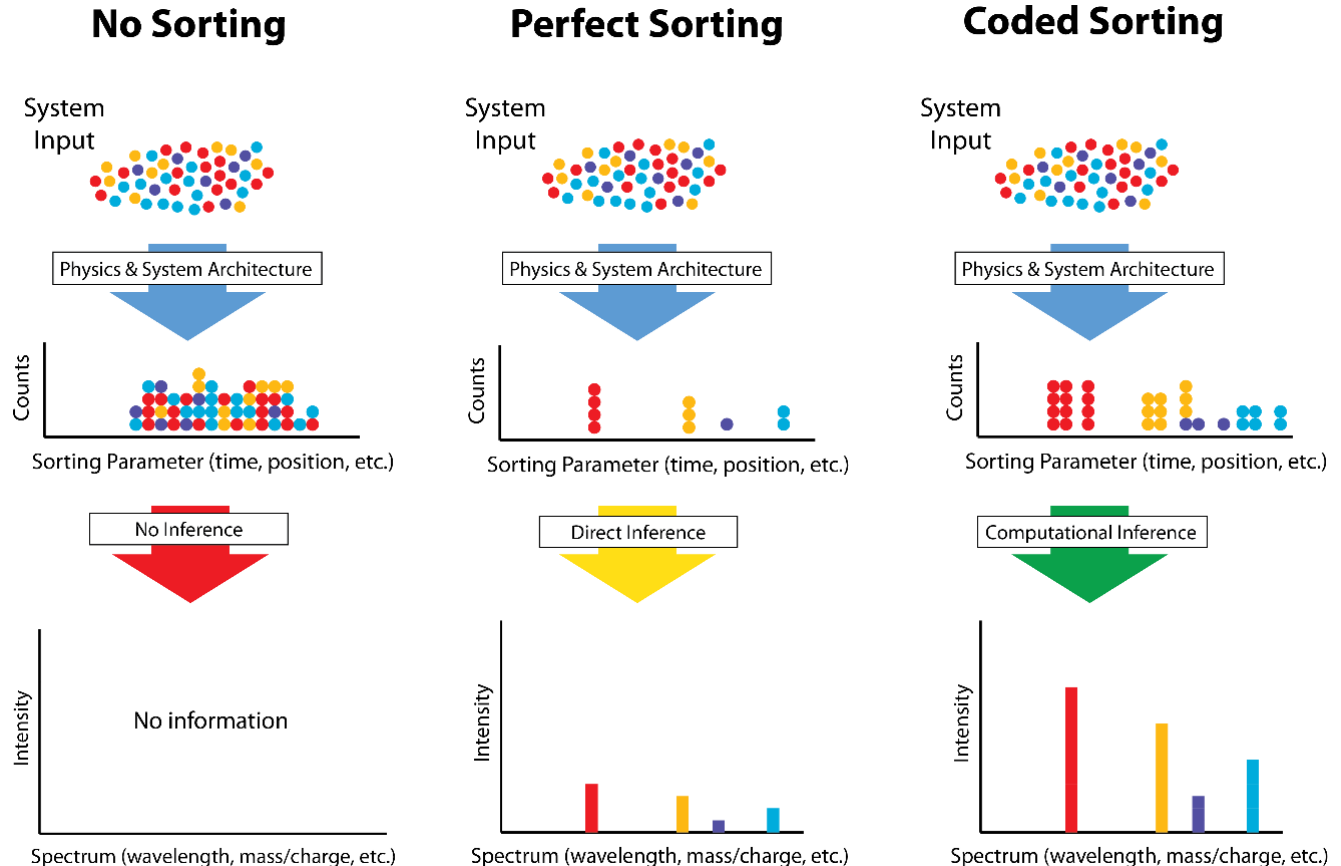 No Sorting
System
Input
Physics & System Architecture
Counts
Sorting Parameter (time, position, etc.)
No Inference
Intensity
No information
Spectrum (wavelength, mass/charge, etc.)
Perfect Sorting
System
Input
Physics & System Architecture
Counts
Sorting Parameter (time, position, etc.)
Direct Inference
Intensity
Spectrum (wavelength, mass/charge, etc.)
Coded Sorting
System
Input
Physics & System Architecture
Counts
Sorting Parameter (time, position, etc.)
Computational Inference
Intensity
Spectrum (wavelength, mass/charge, etc.)